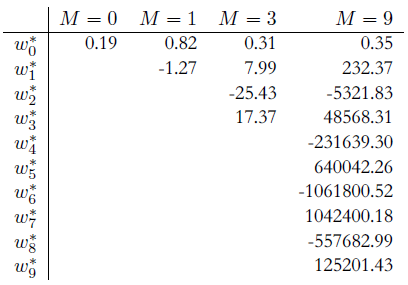 M = 0 M = 1 M = 3 M = 9
w₀* 0.19 0.82 0.31 0.35
w₁* -1.27 7.99 232.37
w₂* -25.43 -5321.83
w₃* 17.37 48568.31
w₄* -231639.30
w₅* 640042.26
w₆* -1061800.52
w₇* 1042400.18
w₈* -557682.99
w₉* 125201.43